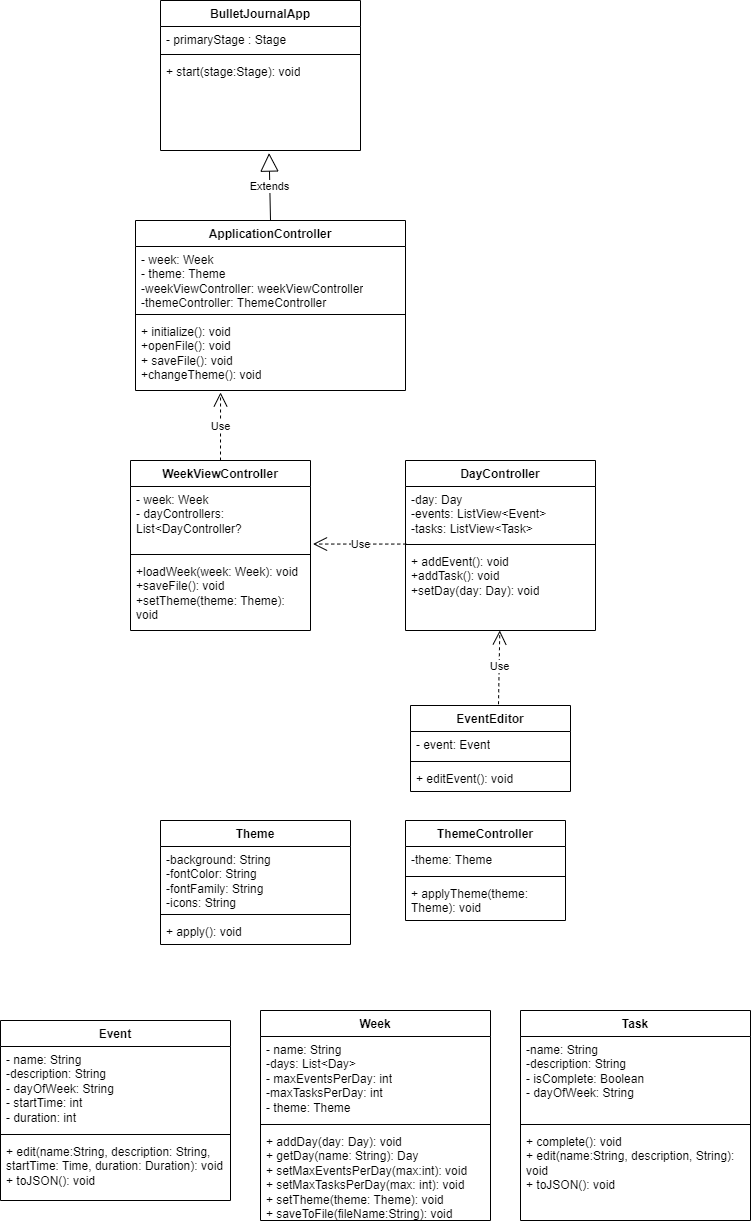 BulletJournalApp
- primaryStage : Stage
+ start(stage:Stage): void
Extends
ApplicationController
- week: Week
- theme: Theme
-weekViewController: weekViewController
-themeController: ThemeController
+ initialize(): void
+openFile(): void
+ saveFile(): void
+changeTheme(): void
Use
WeekViewController
- week: Week
- dayControllers:
List<DayController?
+loadWeek(week: Week): void
+saveFile(): void
+setTheme(theme: Theme):
void
Use
DayController
-day: Day
-events: ListView<Event>
-tasks: ListView<Task>
+ addEvent(): void
+addTask(): void
+setDay(day: Day): void
Use
EventEditor
- event: Event
+ editEvent(): void
Theme
-background: String
-fontColor: String
-fontFamily: String
-icons: String
+ apply(): void
ThemeController
-theme: Theme
+ applyTheme(theme:
Theme): void
Event
- name: String
-description: String
- dayOfWeek: String
- startTime: int
- duration: int
+ edit(name:String, description: String,
startTime: Time, duration: Duration): void
+ toJSON(): void
Week
- name: String
-days: List<Day>
- maxEventsPerDay: int
-maxTasksPerDay: int
- theme: Theme
+ addDay(day: Day): void
+ getDay(name: String): Day
+ setMaxEventsPerDay(max:int): void
+ setMaxTasksPerDay(max: int): void
+ setTheme(theme: Theme): void
+ saveToFile(fileName:String): void
Task
-name: String
-description: String
- isComplete: Boolean
- dayOfWeek: String
+ complete(): void
+ edit(name:String, description, String):
void
+ toJSON(): void